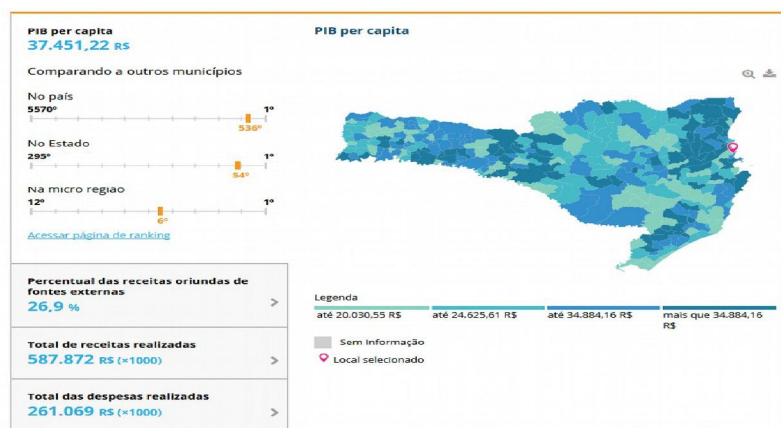 PIB per capita
37.451,22 R$
Comparando a outros municípios
No país
5570º 1º
536º
No Estado
295º 1º
54º
Na micro região
12º 1º
6º
Acessar página de ranking
Percentual das receitas oriundas de
fontes externas
26,9 %
Total de receitas realizadas
587.872 R$ (×1000)
Total das despesas realizadas
261.069 R$ (×1000)
PIB per capita
Legenda
até 20.030,55 R$ até 24.625,61 R$ até 34.884,16 R$ mais que 34.884,16
R$
Sem Informação
Local selecionado